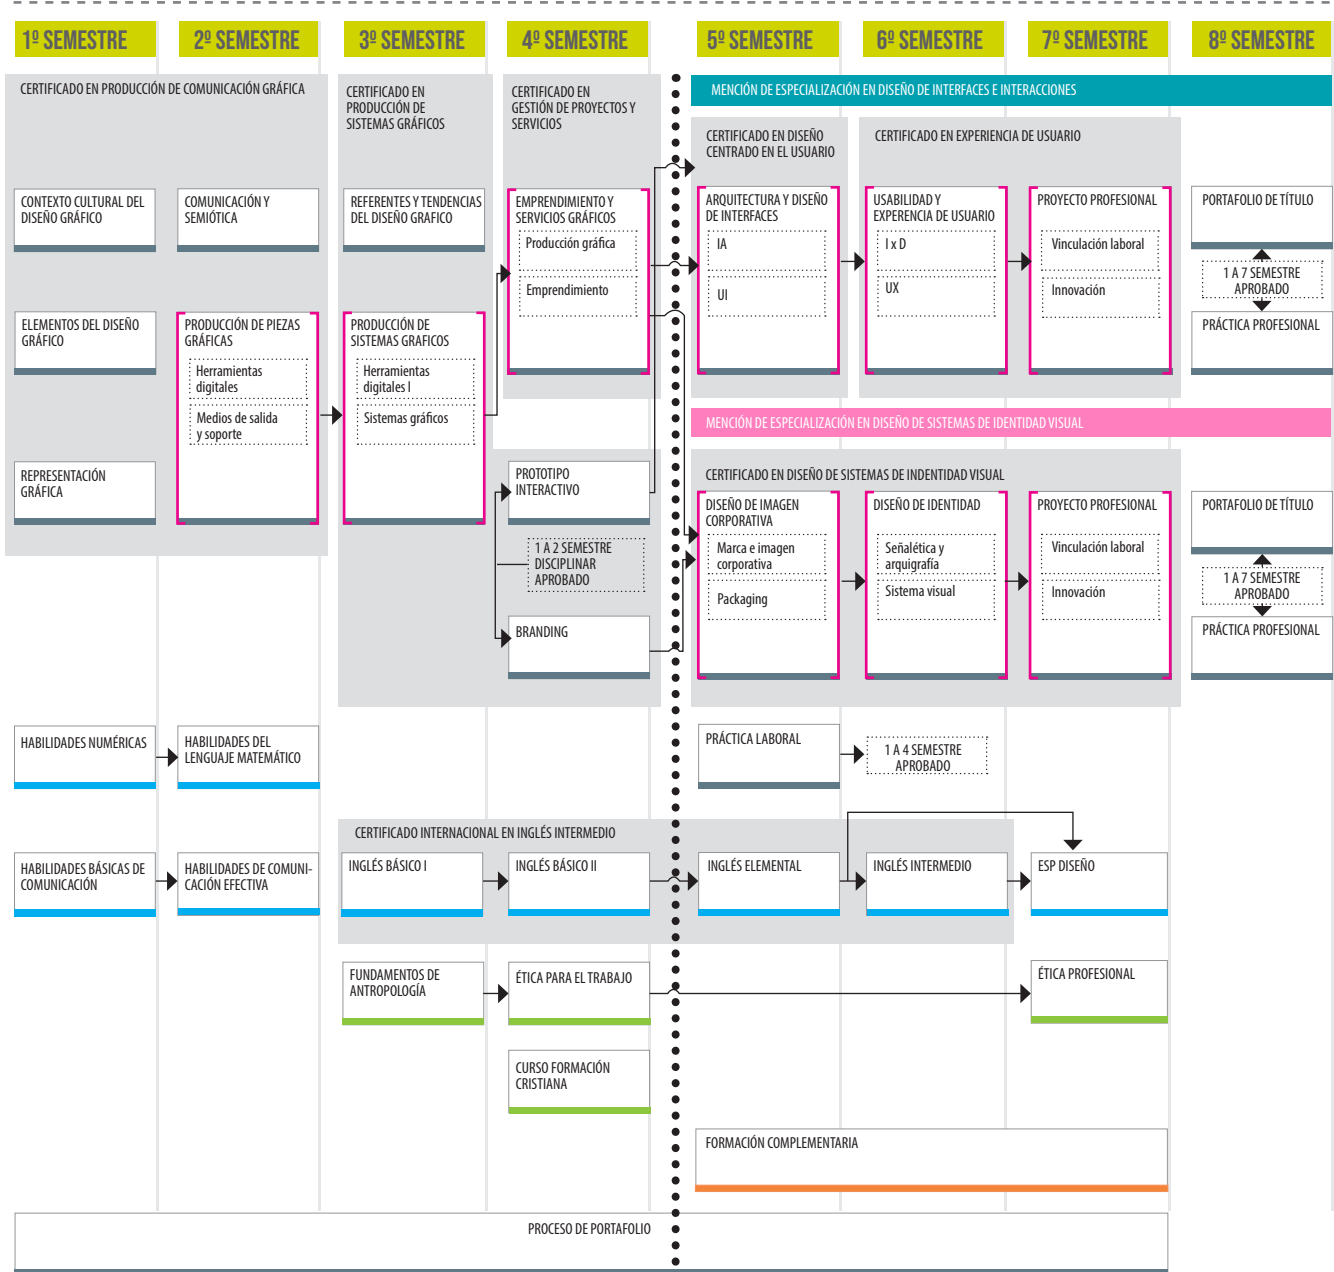 1º SEMESTRE
2º SEMESTRE
3º SEMESTRE
4º SEMESTRE
5º SEMESTRE
6º SEMESTRE
7º SEMESTRE
8º SEMESTRE
CERTIFICADO EN PRODUCCIÓN DE COMUNICACIÓN GRÁFICA
CERTIFICADO EN
PRODUCCIÓN DE
SISTEMAS GRÁFICOS
CERTIFICADO EN
GESTIÓN DE PROYECTOS Y
SERVICIOS
MENCIÓN DE ESPECIALIZACIÓN EN DISEÑO DE INTERFACES E INTERACCIONES
CERTIFICADO EN DISEÑO
CENTRADO EN EL USUARIO
CERTIFICADO EN EXPERIENCIA DE USUARIO
CONTEXTO CULTURAL DEL
DISEÑO GRÁFICO
COMUNICACIÓN Y
SEMIÓTICA
REFERENTES Y TENDENCIAS
DEL DISEÑO GRAFICO
EMPRENDIMIENTO Y
SERVICIOS GRÁFICOS
Producción gráfica
Emprendimiento
ARQUITECTURA Y DISEÑO
DE INTERFACES
IA
UI
USABILIDAD Y
EXPERENCIA DE USUARIO
I x D
UX
PROYECTO PROFESIONAL
Vinculación laboral
Innovación
PORTAFOLIO DE TÍTULO
1 A 7 SEMESTRE
APROBADO
PRÁCTICA PROFESIONAL
ELEMENTOS DEL DISEÑO
GRÁFICO
PRODUCCIÓN DE PIEZAS
GRÁFICAS
Herramientas
digitales
Medios de salida
y soporte
PRODUCCIÓN DE
SISTEMAS GRAFICOS
Herramientas
digitales I
Sistemas gráficos
MENCIÓN DE ESPECIALIZACIÓN EN DISEÑO DE SISTEMAS DE IDENTIDAD VISUAL
REPRESENTACIÓN
GRÁFICA
PROTOTIPO
INTERACTIVO
1 A 2 SEMESTRE
DISCIPLINAR
APROBADO
BRANDING
CERTIFICADO EN DISEÑO DE SISTEMAS DE INDENTIDAD VISUAL
DISEÑO DE IMAGEN
CORPORATIVA
Marca e imagen
corporativa
Packaging
DISEÑO DE IDENTIDAD
Señalética y
arquigrafía
Sistema visual
PROYECTO PROFESIONAL
Vinculación laboral
Innovación
PORTAFOLIO DE TÍTULO
1 A 7 SEMESTRE
APROBADO
PRÁCTICA PROFESIONAL
HABILIDADES NUMÉRICAS
HABILIDADES DEL
LENGUAJE MATEMÁTICO
PRÁCTICA LABORAL
1 A 4 SEMESTRE
APROBADO
CERTIFICADO INTERNACIONAL EN INGLÉS INTERMEDIO
HABILIDADES BÁSICAS DE
COMUNICACIÓN
HABILIDADES DE COMUNI-
CACIÓN EFECTIVA
INGLÉS BÁSICO I
INGLÉS BÁSICO II
INGLÉS ELEMENTAL
INGLÉS INTERMEDIO
ESP DISEÑO
FUNDAMENTOS DE
ANTROPOLOGÍA
ÉTICA PARA EL TRABAJO
ÉTICA PROFESIONAL
CURSO FORMACIÓN
CRISTIANA
FORMACIÓN COMPLEMENTARIA
PROCESO DE PORTAFOLIO